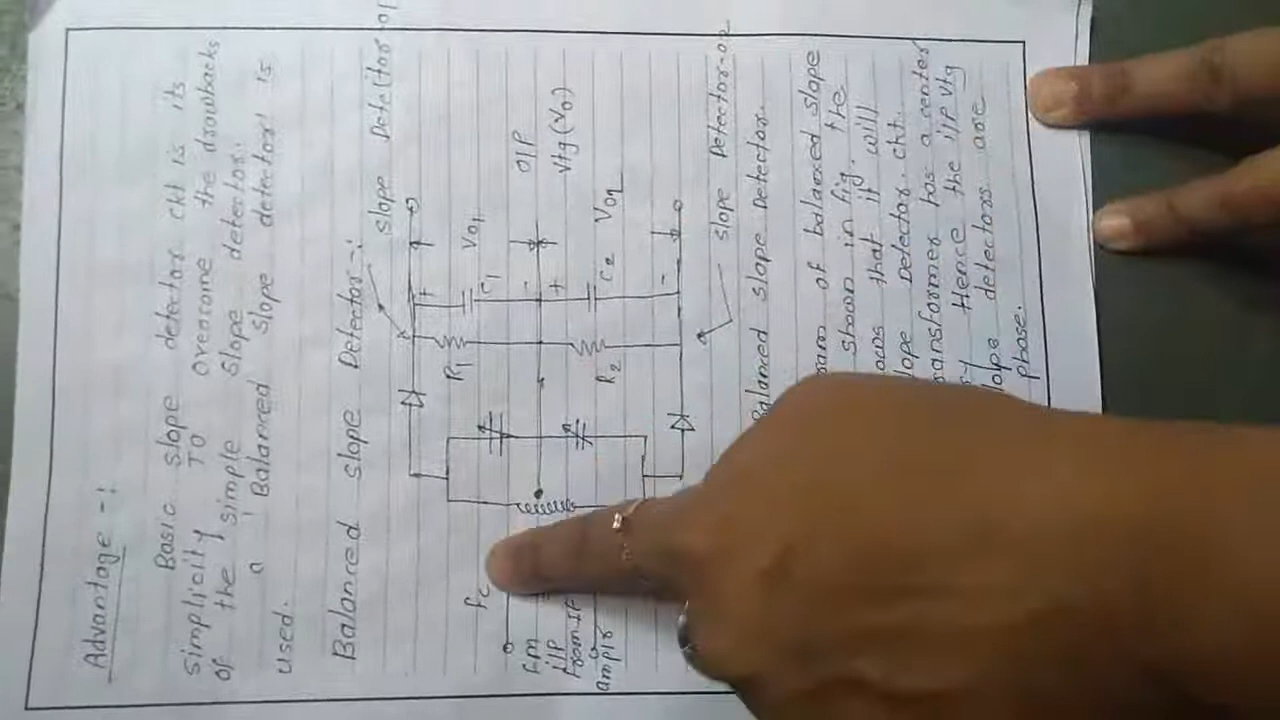 Advantage -:
Basic slope detector ckt is its
simplicity To overcome the drawbacks
of the simple slope detector.
a 'Balanced slope detector' is
used.
Balanced slope Detector -:
slope Detector-01
fc
R1
C1
Vo1
+
-
FM
i/p
from IF
amplr
O/P
Vtg (Vo)
R2
C2
+
-
slope Detector-02
Balanced slope Detector.
of balanced slope
shown in fig. the
that it will
slope Detector. ckt.
transformer has a center
Hence the i/p Vtg
slope detectors are
phase.